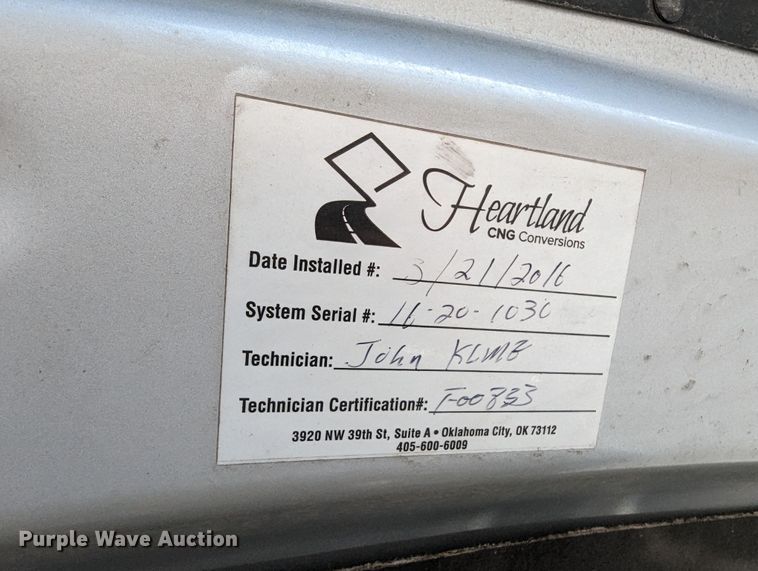 Heartland
CNG Conversions
Date Installed #: 3/21/2016
System Serial #: 16-20-1030
Technician: John
Technician Certification#:
3920 NW 39th St, Suite A • Oklahoma City, OK 73112
405-600-6009
Purple Wave Auction